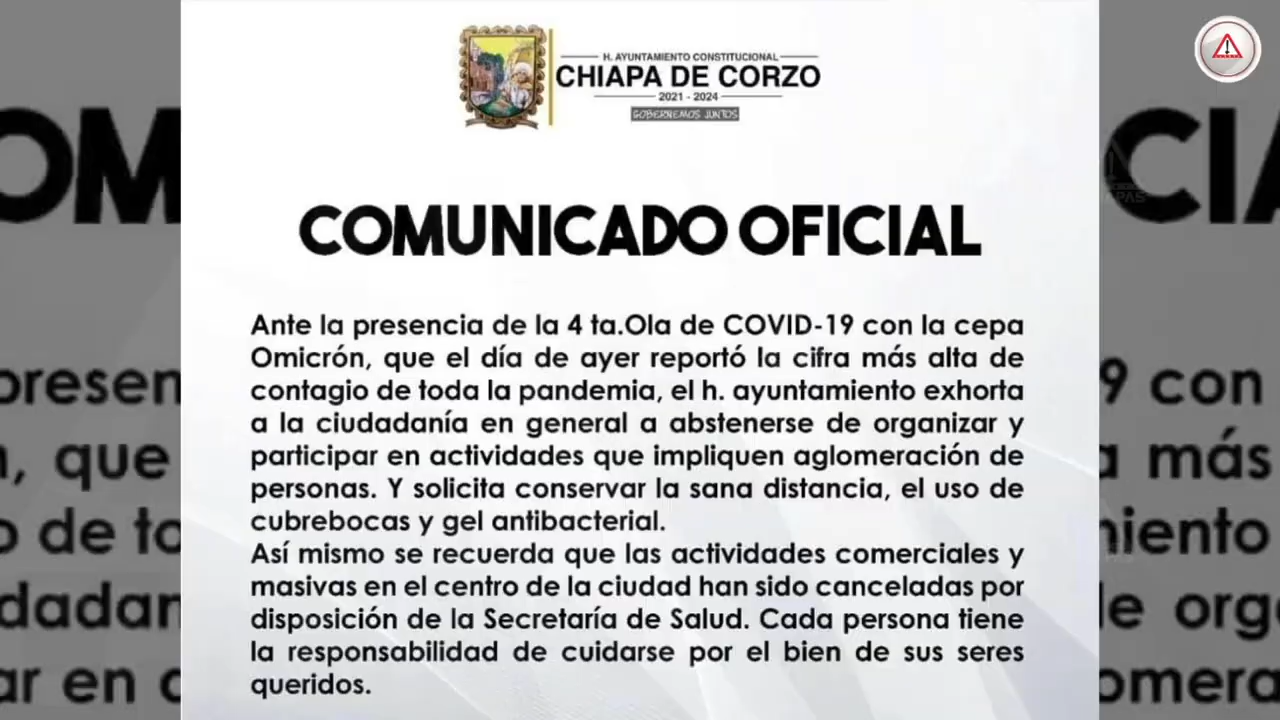 H. AYUNTAMIENTO CONSTITUCIONAL
CHIAPA DE CORZO
2021 - 2024
GOBERNEMOS JUNTOS
COMUNICADO OFICIAL
Ante la presencia de la 4 ta.Ola de COVID-19 con la cepa
Omicrón, que el día de ayer reportó la cifra más alta de
contagio de toda la pandemia, el h. ayuntamiento exhorta
a la ciudadanía en general a abstenerse de organizar y
participar en actividades que impliquen aglomeración de
personas. Y solicita conservar la sana distancia, el uso de
cubrebocas y gel antibacterial.
Así mismo se recuerda que las actividades comerciales y
masivas en el centro de la ciudad han sido canceladas por
disposición de la Secretaría de Salud. Cada persona tiene
la responsabilidad de cuidarse por el bien de sus seres
queridos.